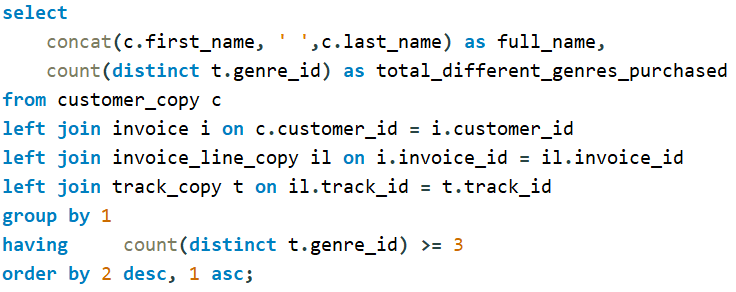 select
    concat(c.first_name, ' ',c.last_name) as full_name,
    count(distinct t.genre_id) as total_different_genres_purchased
from customer_copy c
left join invoice i on c.customer_id = i.customer_id
left join invoice_line_copy il on i.invoice_id = il.invoice_id
left join track_copy t on il.track_id = t.track_id
group by 1
having    count(distinct t.genre_id) >= 3
order by 2 desc, 1 asc;